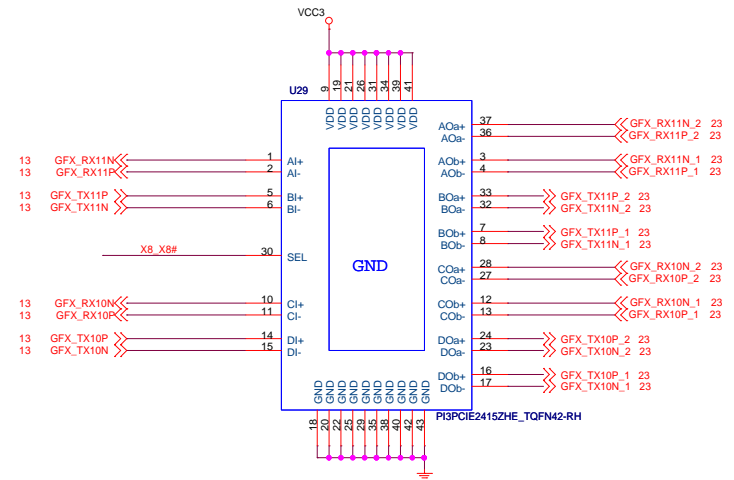 VCC3
U29
9 19 21 26 31 34 39 41
VDD VDD VDD VDD VDD VDD VDD VDD
AOa+ 37 GFX_RX11N_2 23
AOa- 36 GFX_RX11P_2 23
13 GFX_RX11N 1 AI+ AOb+ 3 GFX_RX11N_1 23
13 GFX_RX11P 2 AI- AOb- 4 GFX_RX11P_1 23
13 GFX_TX11P 5 BI+ BOa+ 33 GFX_TX11P_2 23
13 GFX_TX11N 6 BI- BOa- 32 GFX_TX11N_2 23
BOb+ 7 GFX_TX11P_1 23
BOb- 8 GFX_TX11N_1 23
X8_X8# 30 SEL
GND
COa+ 28 GFX_RX10N_2 23
COa- 27 GFX_RX10P_2 23
13 GFX_RX10N 10 CI+ COb+ 12 GFX_RX10N_1 23
13 GFX_RX10P 11 CI- COb- 13 GFX_RX10P_1 23
13 GFX_TX10P 14 DI+ DOa+ 24 GFX_TX10P_2 23
13 GFX_TX10N 15 DI- DOa- 23 GFX_TX10N_2 23
DOb+ 16 GFX_TX10P_1 23
DOb- 17 GFX_TX10N_1 23
GND GND GND GND GND GND GND GND GND GND
18 20 22 25 29 35 38 40 42 43
PI3PCIE2415ZHE_TQFN42-RH